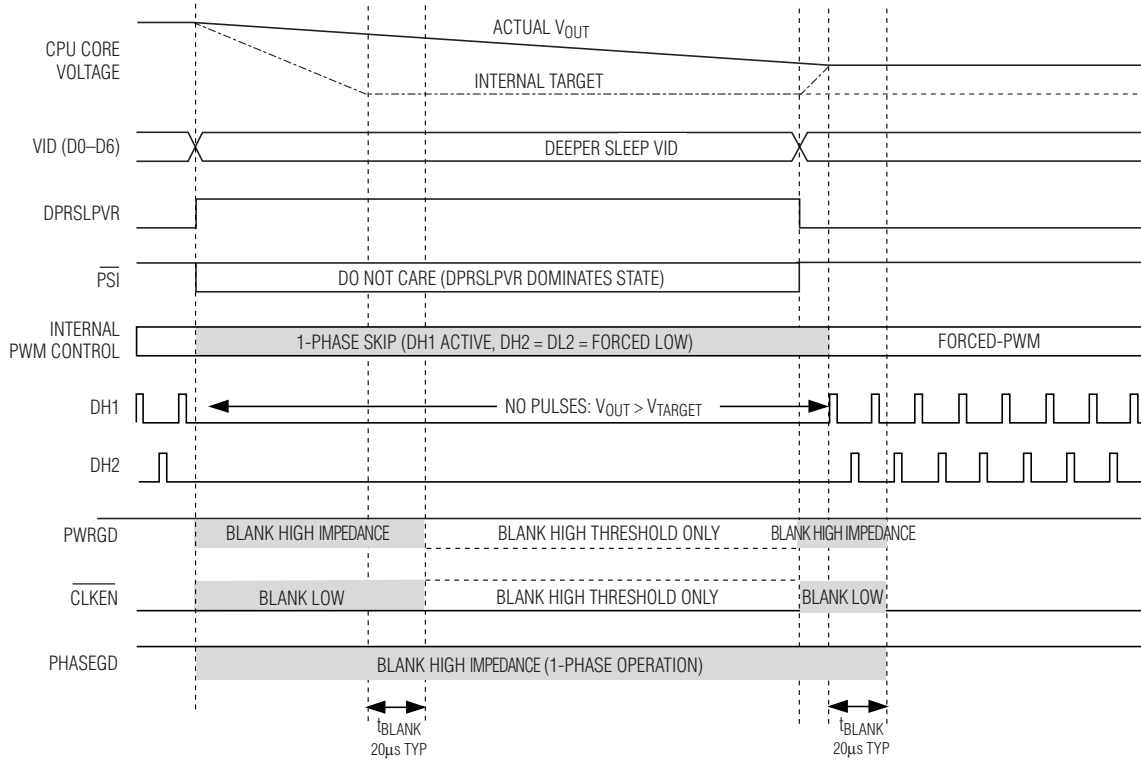 CPU CORE
VOLTAGE
ACTUAL VOUT
INTERNAL TARGET
VID (D0–D6)
DEEPER SLEEP VID
DPRSLPVR
PSI
DO NOT CARE (DPRSLPVR DOMINATES STATE)
INTERNAL
PWM CONTROL
1-PHASE SKIP (DH1 ACTIVE, DH2 = DL2 = FORCED LOW)
FORCED-PWM
DH1
NO PULSES: VOUT > VTARGET
DH2
PWRGD
BLANK HIGH IMPEDANCE
BLANK HIGH THRESHOLD ONLY
BLANK HIGH IMPEDANCE
CLKEN
BLANK LOW
BLANK HIGH THRESHOLD ONLY
BLANK LOW
PHASEGD
BLANK HIGH IMPEDANCE (1-PHASE OPERATION)
tBLANK
20µs TYP
tBLANK
20µs TYP